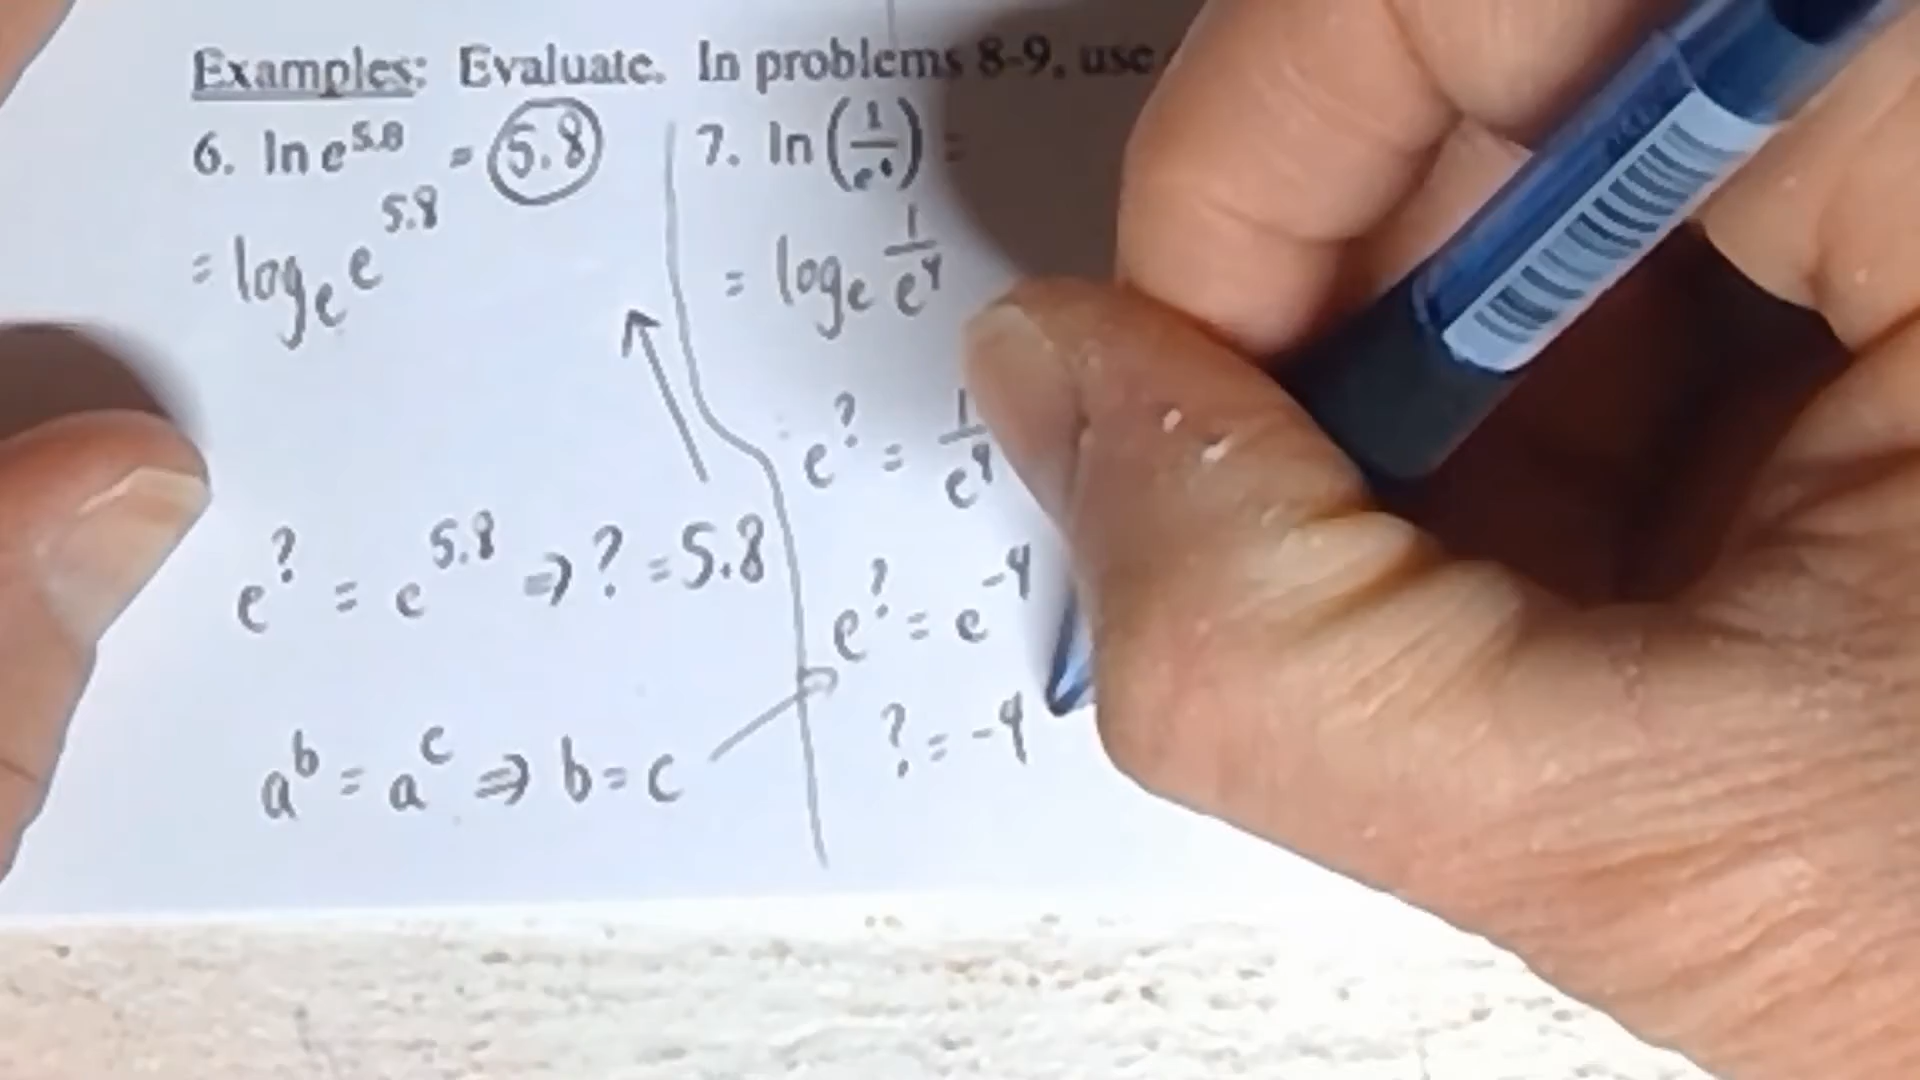 Examples: Evaluate. In problems 8-9, use
6. ln e^5.8 = 5.8
= log_e e^5.8
e^? = e^5.8 ⇒ ? = 5.8
a^b = a^c ⇒ b = c
7. ln(1/e^4) =
= log_e 1/e^4
e^? = 1/e^4
e^? = e^-4
? = -4